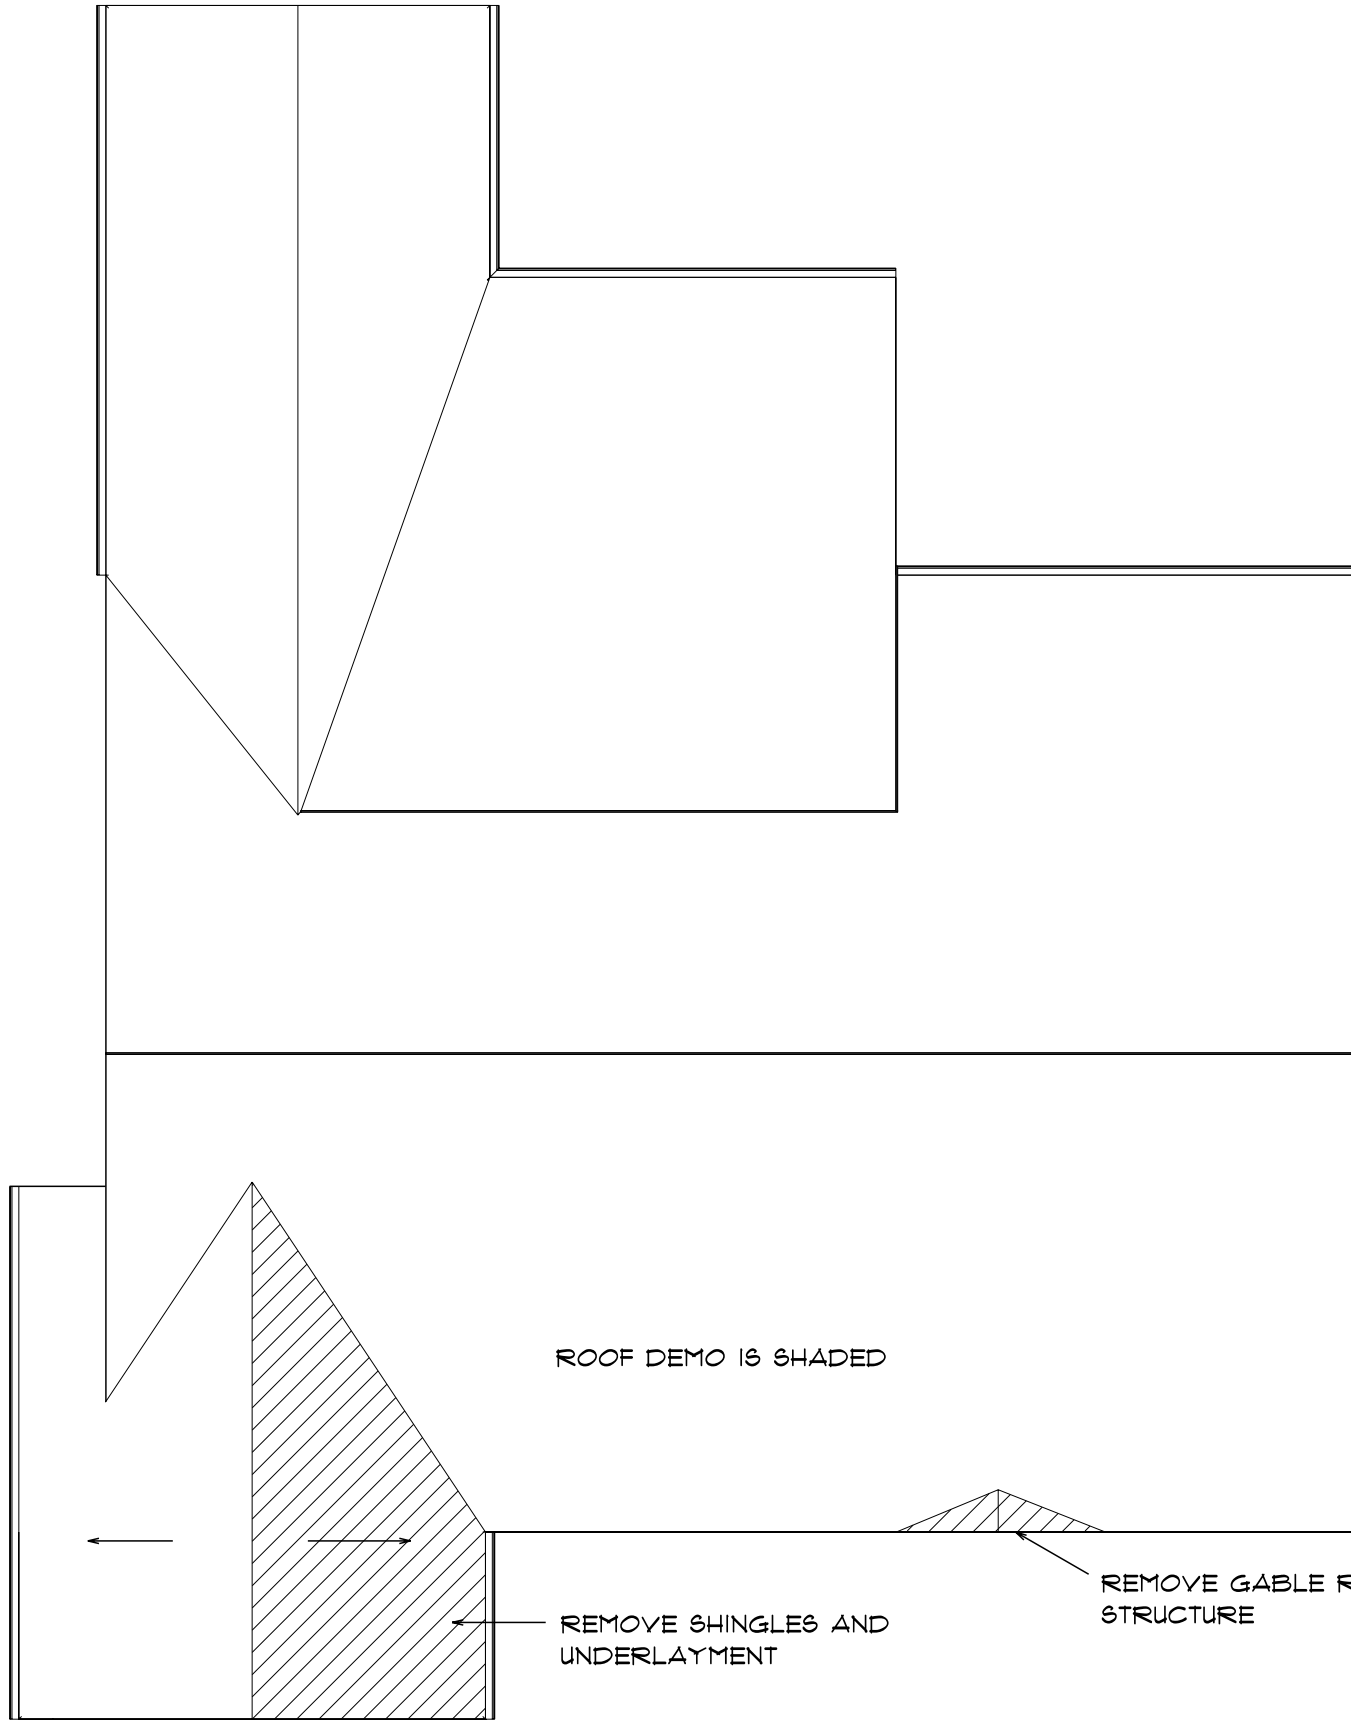 ROOF DEMO IS SHADED
REMOVE GABLE
STRUCTURE
REMOVE SHINGLES AND
UNDERLAYMENT